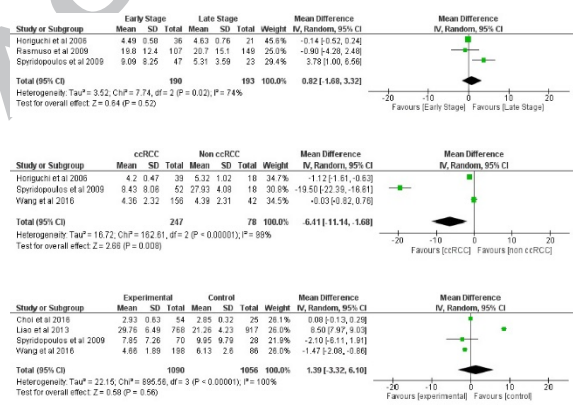 Early Stage Late Stage Mean Difference Mean Difference
Study or Subgroup Mean SD Total Mean SD Total Weight IV, Random, 95% CI IV, Random, 95% CI
Horiguchi et al 2006 4.49 0.58 36 4.63 0.76 21 45.6% -0.14 [-0.52, 0.24]
Rasmuso et al 2009 19.8 12.4 107 20.7 15.1 149 28.0% -0.90 [-4.28, 2.48]
Spyridopoulos et al 2009 9.09 8.25 47 5.31 3.59 23 26.4% 3.78 [1.00, 6.56]
Total (95% CI) 190 193 100.0% 0.82 [-1.68, 3.32]
Heterogeneity: Tau² = 3.52; Chi² = 7.74, df = 2 (P = 0.02); I² = 74%
Test for overall effect: Z = 0.64 (P = 0.52)
-20 -10 0 10 20
Favours [Early Stage] Favours [Late Stage]
ccRCC Non ccRCC Mean Difference Mean Difference
Study or Subgroup Mean SD Total Mean SD Total Weight IV, Random, 95% CI IV, Random, 95% CI
Horiguchi et al 2006 4.2 0.47 39 5.32 1.02 18 34.7% -1.12 [-1.61, -0.63]
Spyridopoulos et al 2009 8.43 8.06 52 27.93 4.08 18 30.8% -19.50 [-22.39, -16.61]
Wang et al 2016 4.36 2.32 156 4.39 2.31 42 34.5% -0.03 [-0.82, 0.76]
Total (95% CI) 247 78 100.0% -6.41 [-11.14, -1.68]
Heterogeneity: Tau² = 16.72; Chi² = 162.61, df = 2 (P < 0.00001); I² = 99%
Test for overall effect: Z = 2.66 (P = 0.008)
-20 -10 0 10 20
Favours [ccRCC] Favours [non ccRCC]
Experimental Control Mean Difference Mean Difference
Study or Subgroup Mean SD Total Mean SD Total Weight IV, Random, 95% CI IV, Random, 95% CI
Choi et al 2016 2.93 0.63 54 2.85 0.32 25 26.0% 0.08 [-0.13, 0.29]
Liao et al 2013 29.76 6.49 768 21.26 4.23 917 26.0% 8.50 [7.97, 9.03]
Spyridopoulos et al 2009 7.85 7.26 70 9.95 9.79 28 21.9% -2.10 [-6.11, 1.91]
Wang et al 2016 4.66 1.89 198 6.13 2.6 86 26.0% -1.47 [-2.08, -0.86]
Total (95% CI) 1090 1056 100.0% 1.39 [-3.32, 6.10]
Heterogeneity: Tau² = 22.15; Chi² = 895.56, df = 3 (P < 0.00001); I² = 100%
Test for overall effect: Z = 0.58 (P = 0.56)
-10 -5 0 5 10
Favours [experimental] Favours [control]